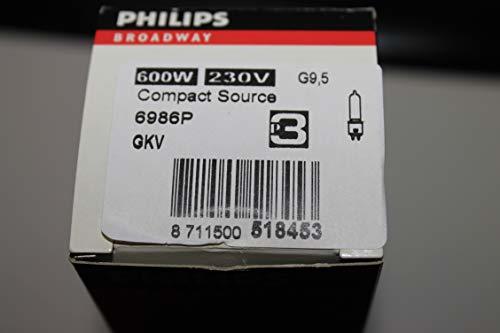 PHILIPS
BROADWAY
600W 230V G9,5
Compact Source
6986P
GKV
8 711500 518453